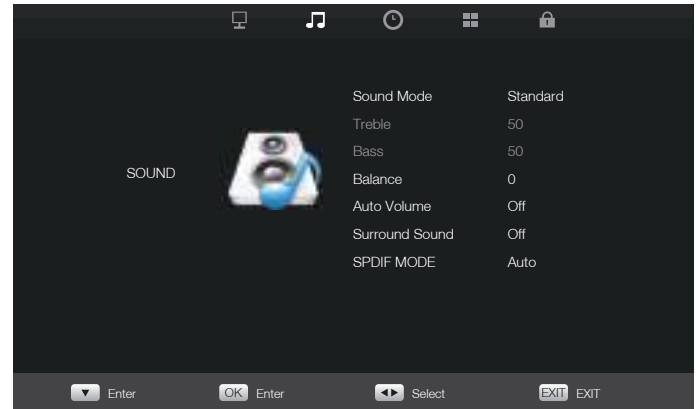 Sound Mode Standard
Treble 50
Bass 50
SOUND
Balance 0
Auto Volume Off
Surround Sound Off
SPDIF MODE Auto
▼ Enter OK Enter ◀▶ Select EXIT EXIT